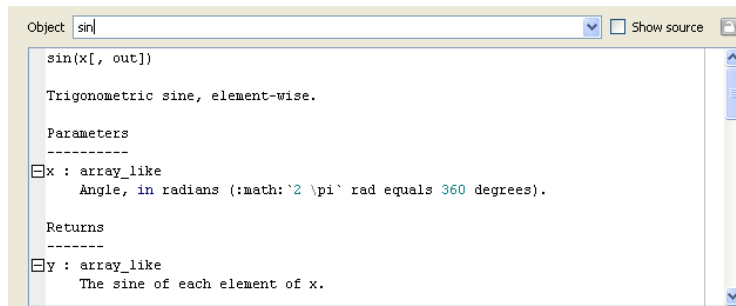 Object sin Show source
sin(x[, out])
Trigonometric sine, element-wise.
Parameters
----------
x : array_like
Angle, in radians (:math:`2 \pi` rad equals 360 degrees).
Returns
-------
y : array_like
The sine of each element of x.